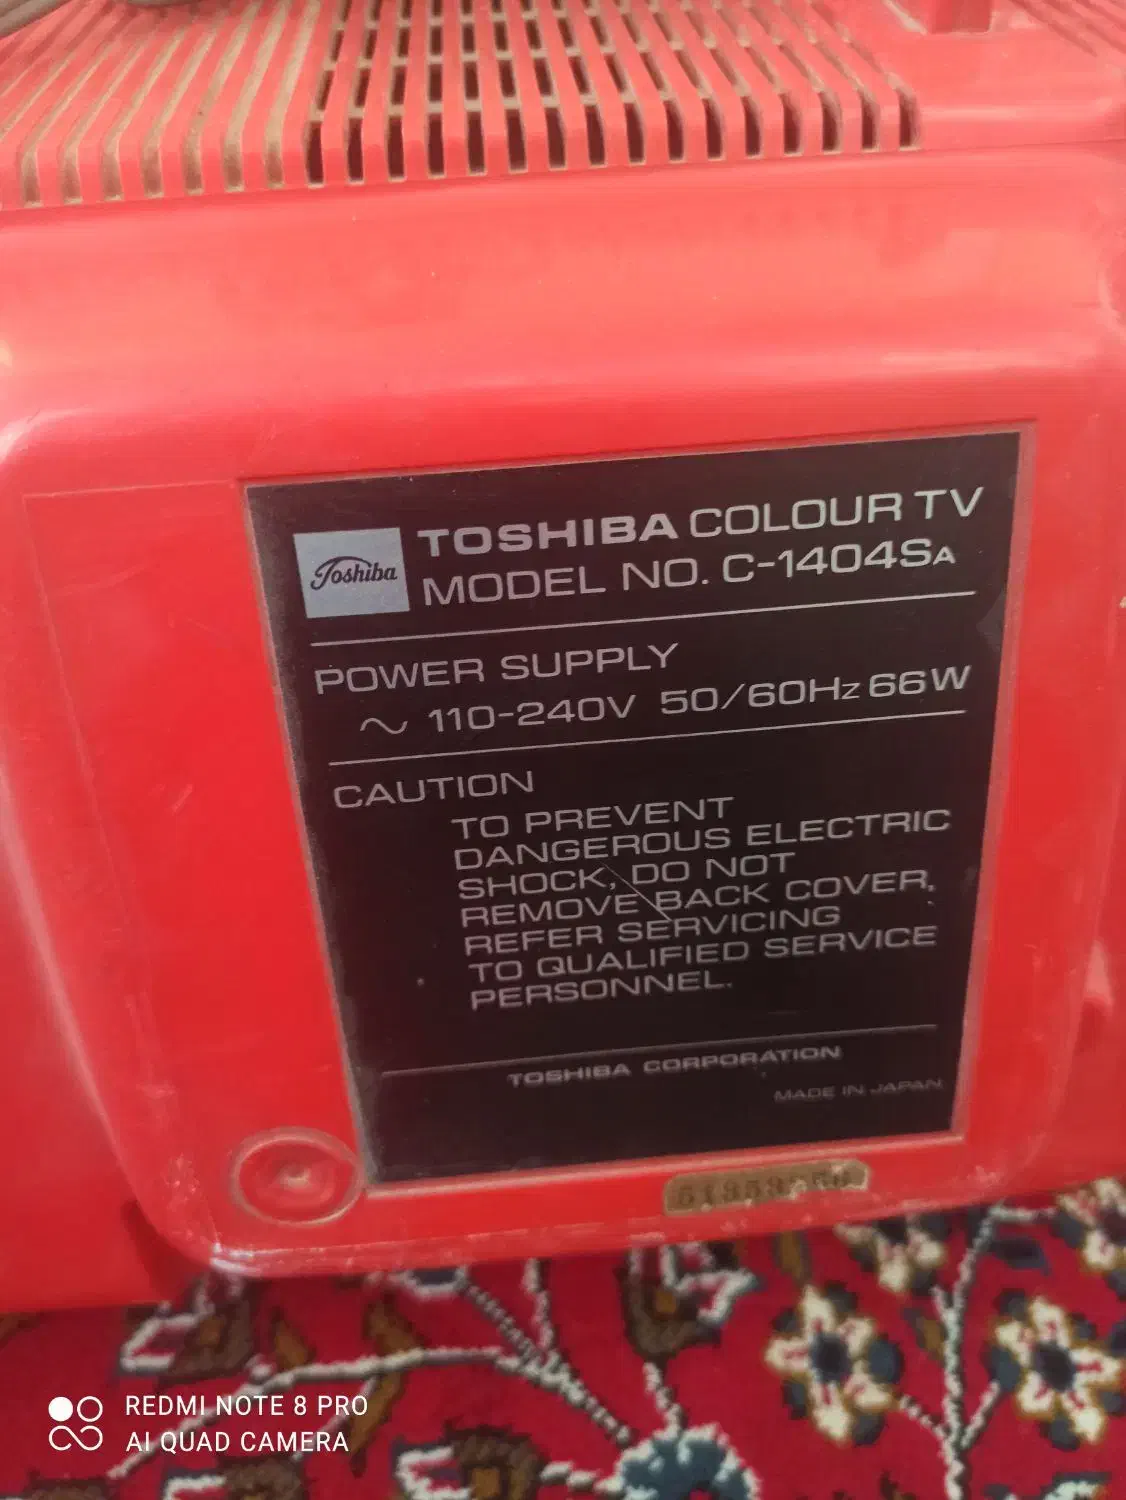 Toshiba
TOSHIBA COLOUR TV
MODEL NO. C-1404SA
POWER SUPPLY
~ 110-240V 50/60Hz 66W
CAUTION
TO PREVENT
DANGEROUS ELECTRIC
SHOCK, DO NOT
REMOVE BACK COVER,
REFER SERVICING
TO QUALIFIED SERVICE
PERSONNEL.
TOSHIBA CORPORATION
MADE IN JAPAN
REDMI NOTE 8 PRO
AI QUAD CAMERA